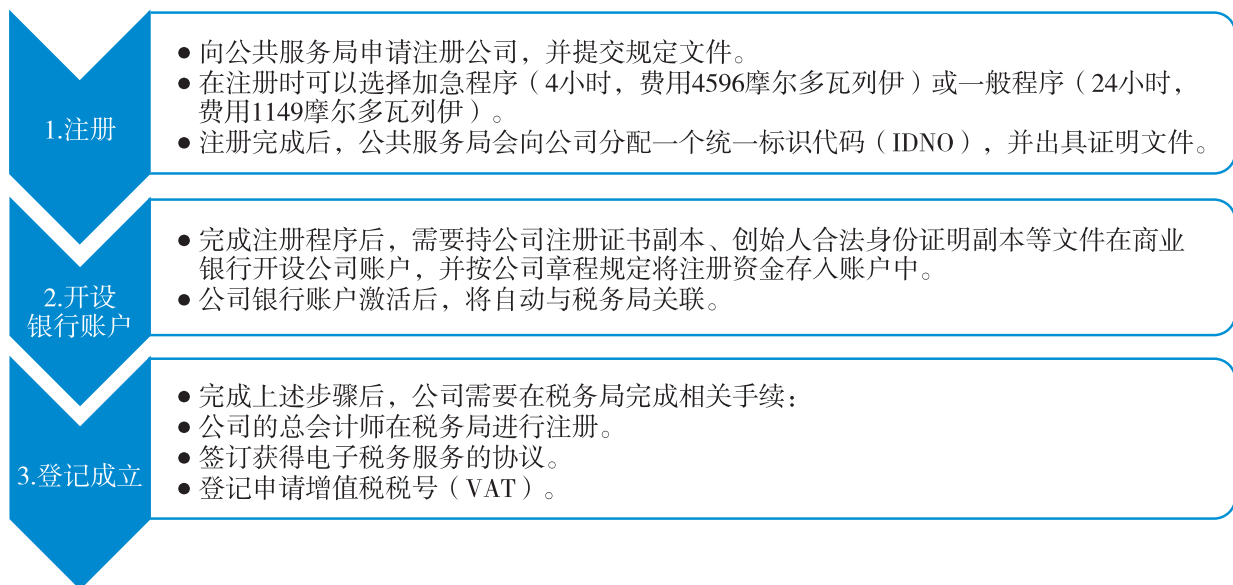 1.注册
● 向公共服务局申请注册公司，并提交规定文件。
● 在注册时可以选择加急程序（4小时，费用4596摩尔多瓦列伊）或一般程序（24小时，
费用1149摩尔多瓦列伊）。
● 注册完成后，公共服务局会向公司分配一个统一标识代码（IDNO），并出具证明文件。
2.开设
银行账户
● 完成注册程序后，需要持公司注册证书副本、创始人合法身份证明副本等文件在商业
银行开设公司账户，并按公司章程规定将注册资金存入账户中。
● 公司银行账户激活后，将自动与税务局关联。
3.登记成立
● 完成上述步骤后，公司需要在税务局完成相关手续：
● 公司的总会计师在税务局进行注册。
● 签订获得电子税务服务的协议。
● 登记申请增值税税号（VAT）。